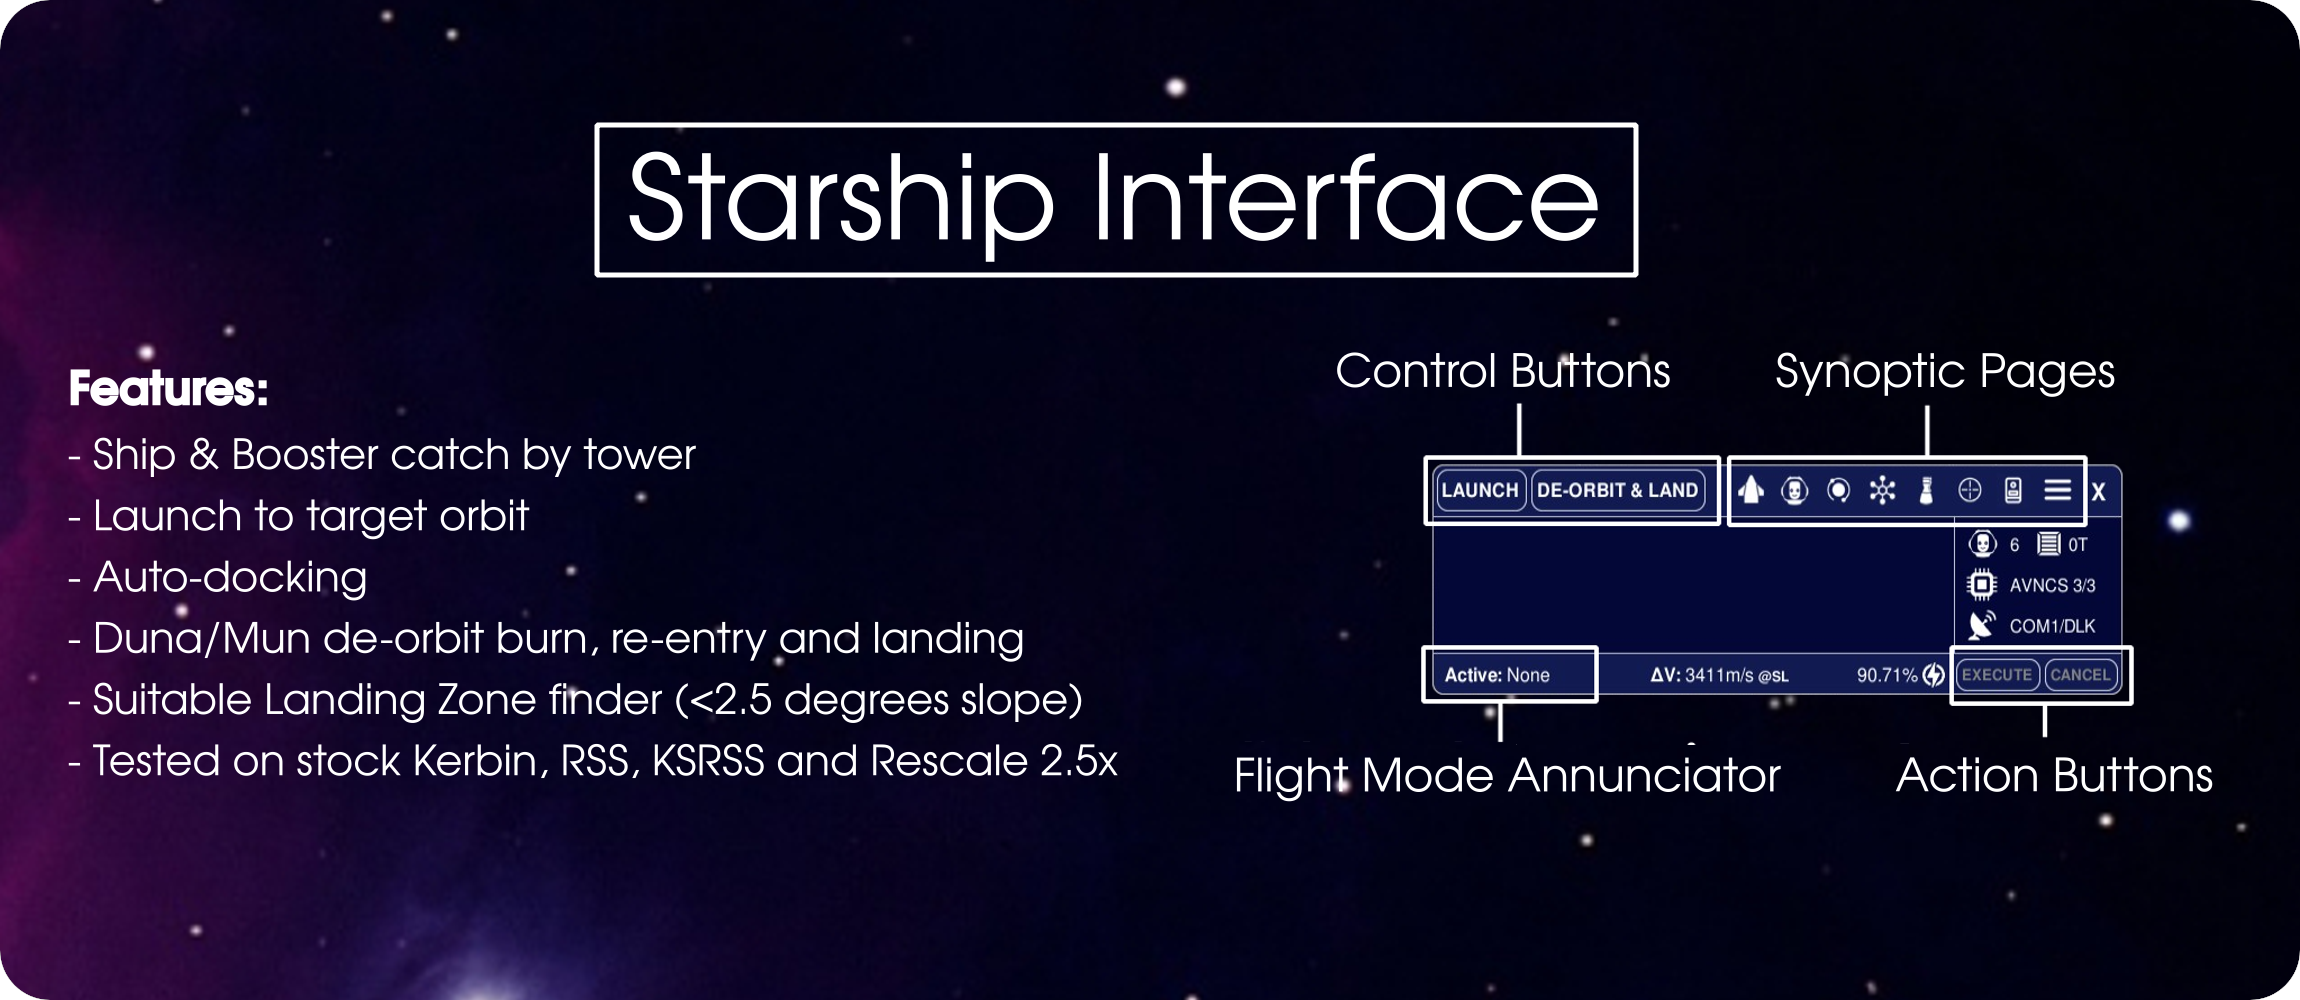 Starship Interface
Features:
- Ship & Booster catch by tower
- Launch to target orbit
- Auto-docking
- Duna/Mun de-orbit burn, re-entry and landing
- Suitable Landing Zone finder (<2.5 degrees slope)
- Tested on stock Kerbin, RSS, KSRSS and Rescale 2.5x
Control Buttons
Synoptic Pages
LAUNCH DE-ORBIT & LAND X
6 0T
AVNCS 3/3
COM1/DLK
Active: None ΔV: 3411m/s @SL 90.71% EXECUTE CANCEL
Flight Mode Annunciator
Action Buttons